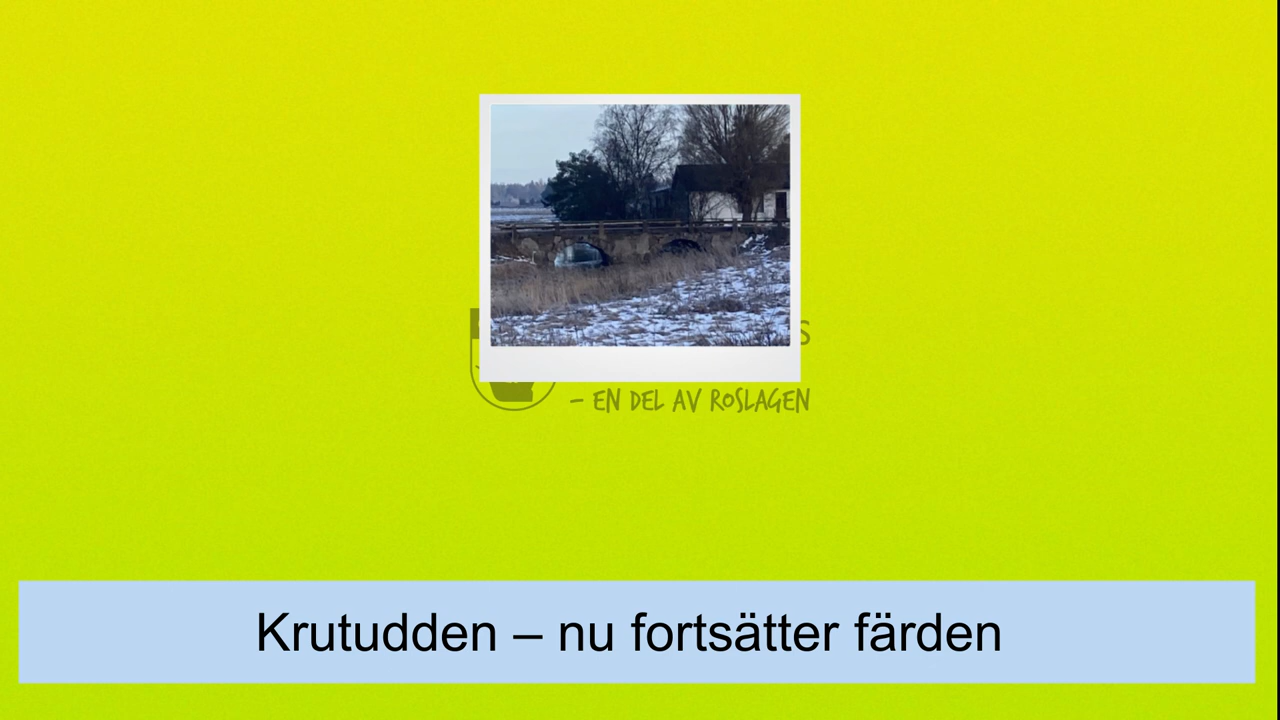 – EN DEL AV ROSLAGEN
Krutudden – nu fortsätter färden